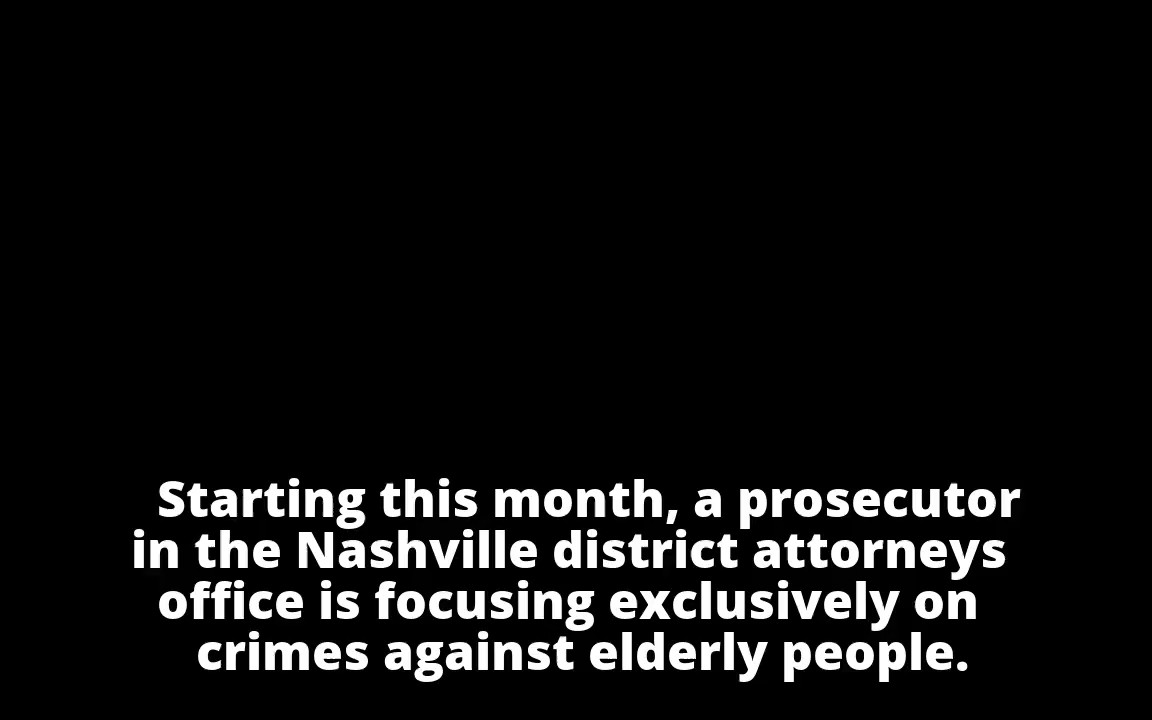 Starting this month, a prosecutor
in the Nashville district attorneys
office is focusing exclusively on
crimes against elderly people.